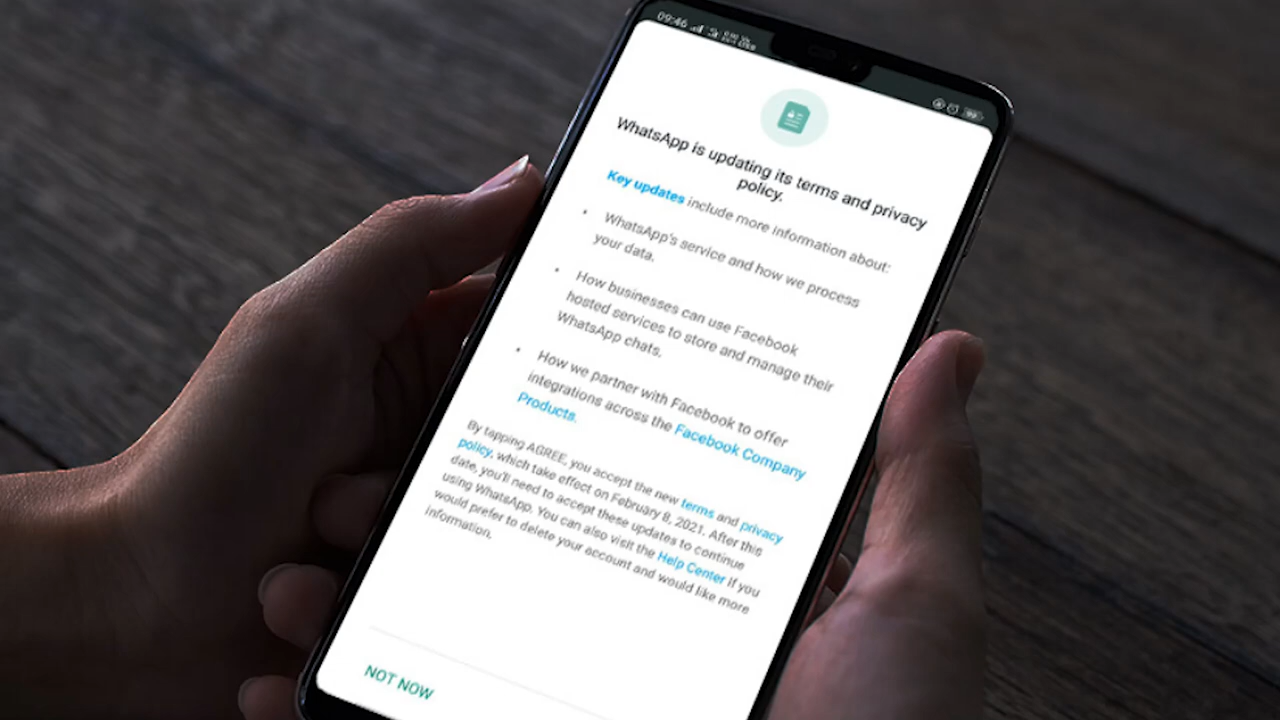 09:46
99
WhatsApp is updating its terms and privacy
policy.
Key updates include more information about:
WhatsApp's service and how we process
your data.
How businesses can use Facebook
hosted services to store and manage their
WhatsApp chats.
How we partner with Facebook to offer
integrations across the Facebook Company
Products.
By tapping AGREE, you accept the new terms and privacy
policy, which take effect on February 8, 2021. After this
date, you'll need to accept these updates to continue
using WhatsApp. You can also visit the Help Center if you
would prefer to delete your account and would like more
information.
NOT NOW